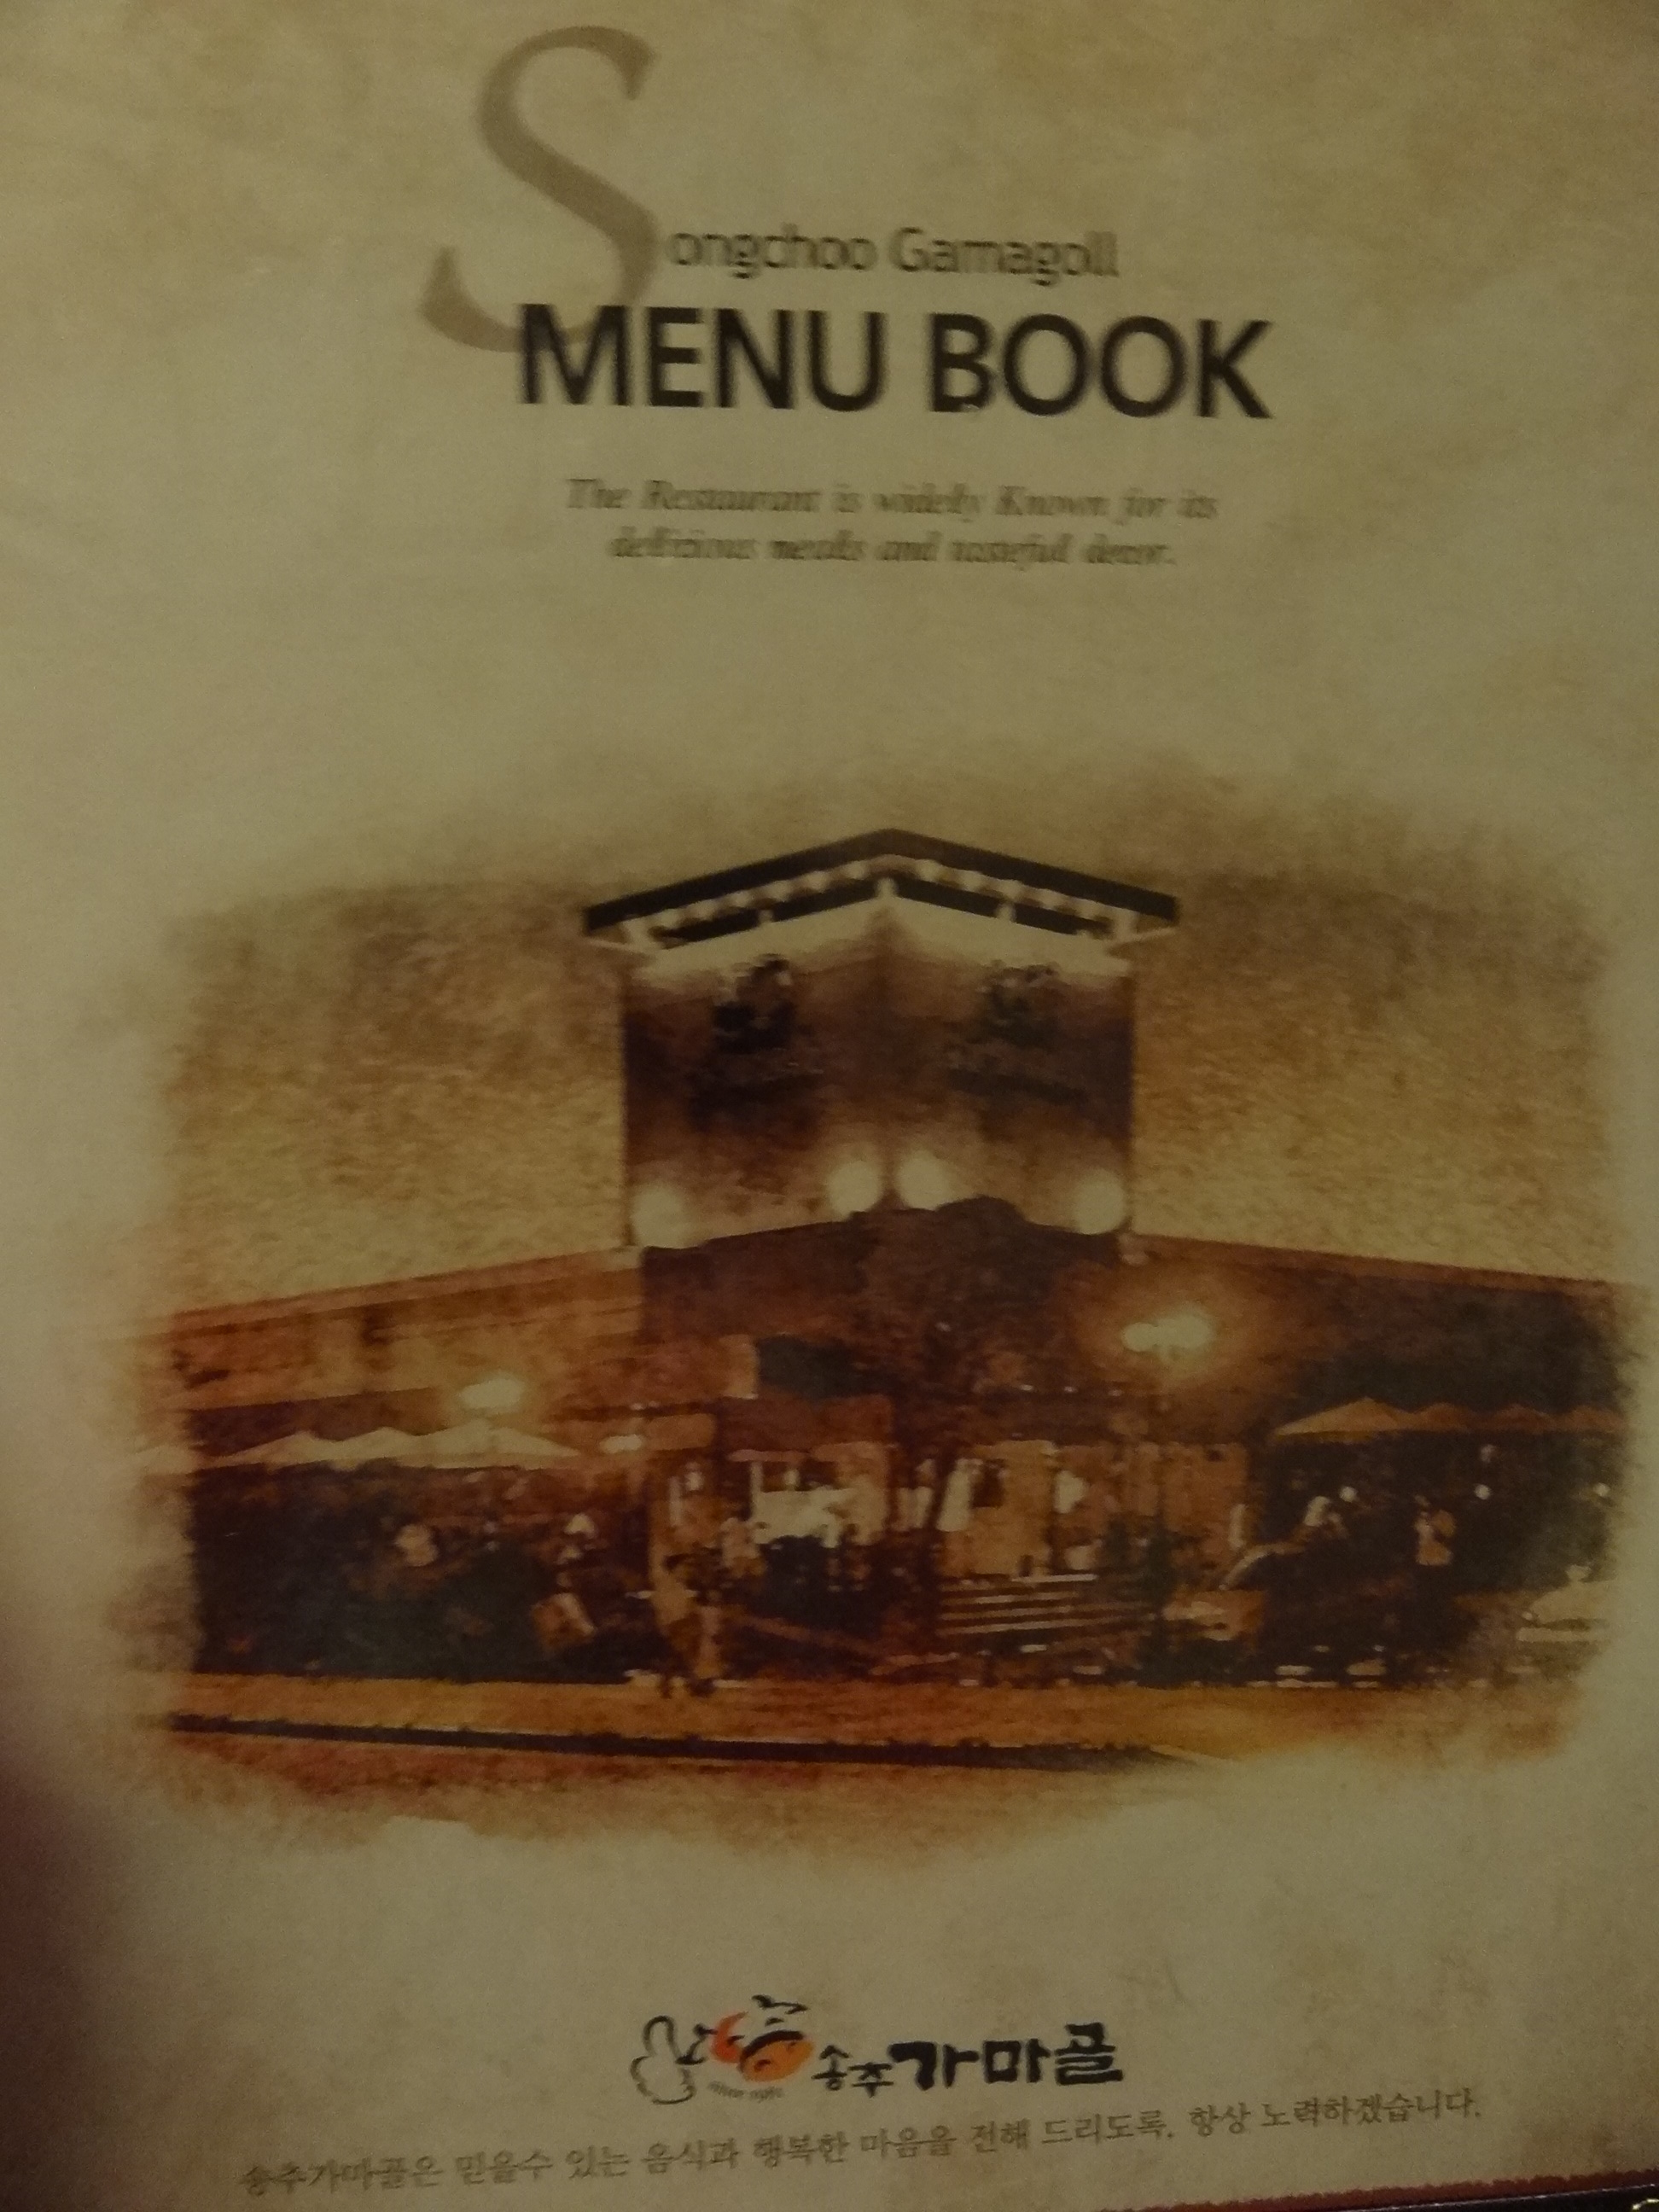 Songchoo Gamagoll
MENU BOOK
The Restaurant is widely Known for its
delicious meals and tasteful decor.
송추가마골
송추가마골은 믿을수 있는 음식과 행복한 마음을 전해 드리도록, 항상 노력하겠습니다.